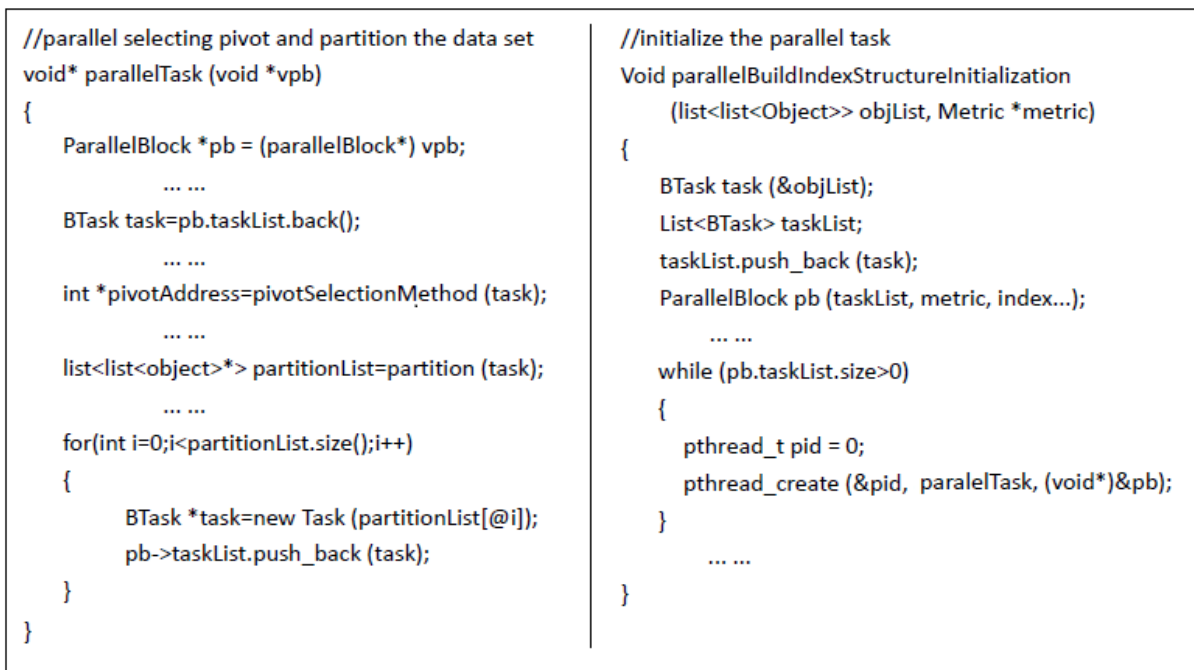 //parallel selecting pivot and partition the data set
void* parallelTask (void *vpb)
{
ParallelBlock *pb = (parallelBlock*) vpb;
... ...
BTask task=pb.taskList.back();
... ...
int *pivotAddress=pivotSelectionMethod (task);
... ...
list<list<object>*> partitionList=partition (task);
... ...
for(int i=0;i<partitionList.size();i++)
{
BTask *task=new Task (partitionList[@i]);
pb->taskList.push_back (task);
}
}
//initialize the parallel task
Void parallelBuildIndexStructureInitialization
(list<list<Object>> objList, Metric *metric)
{
BTask task (&objList);
List<BTask> taskList;
taskList.push_back (task);
ParallelBlock pb (taskList, metric, index...);
... ...
while (pb.taskList.size>0)
{
pthread_t pid = 0;
pthread_create (&pid, paralelTask, (void*)&pb);
}
... ...
}